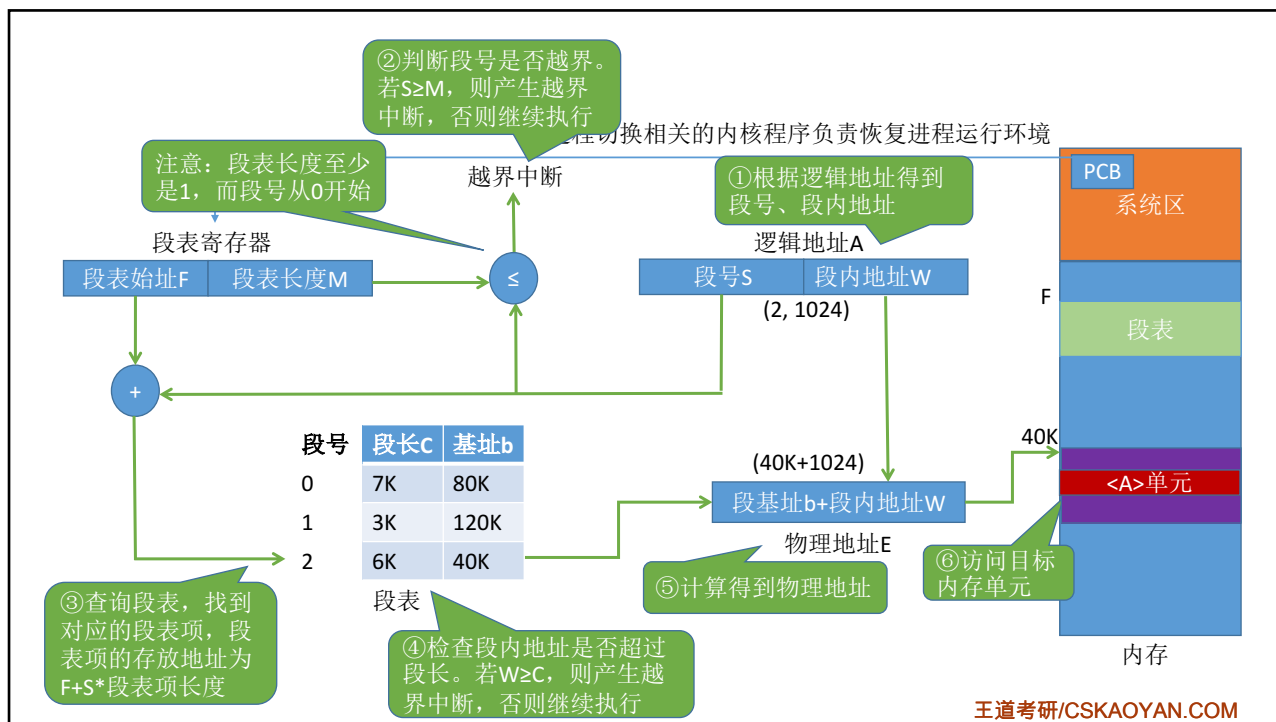 ②判断段号是否越界。
若S≥M，则产生越界
中断，否则继续执行
程切换相关的内核程序负责恢复进程运行环境
注意：段表长度至少
是1，而段号从0开始
越界中断
①根据逻辑地址得到
段号、段内地址
PCB
系统区
段表寄存器
逻辑地址A
段表始址F 段表长度M
≤
段号S 段内地址W
(2, 1024)
F
段表
+
段号 段长C 基址b
0 7K 80K
1 3K 120K
2 6K 40K
段表
40K
(40K+1024)
段基址b+段内地址W
物理地址E
<A>单元
③查询段表，找到
对应的段表项，段
表项的存放地址为
F+S*段表项长度
④检查段内地址是否超过
段长。若W≥C，则产生越
界中断，否则继续执行
⑤计算得到物理地址
⑥访问目标
内存单元
内存
王道考研/CSKAOYAN.COM